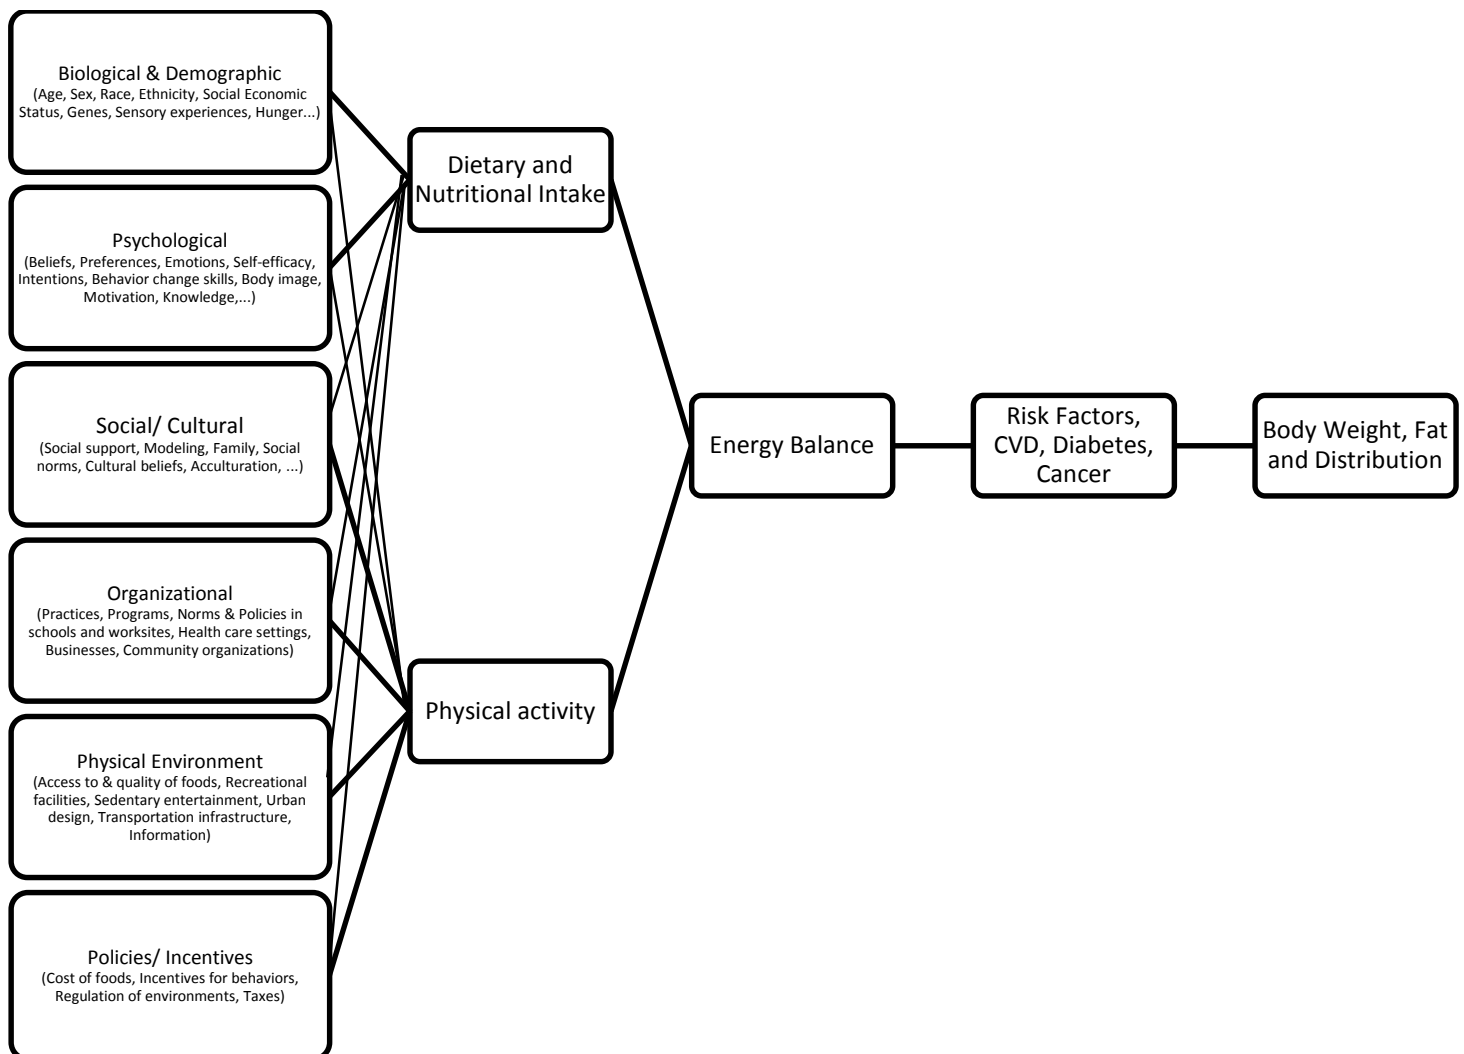 Biological & Demographic
(Age, Sex, Race, Ethnicity, Social Economic
Status, Genes, Sensory experiences, Hunger...)
Psychological
(Beliefs, Preferences, Emotions, Self-efficacy,
Intentions, Behavior change skills, Body image,
Motivation, Knowledge,...)
Social/ Cultural
(Social support, Modeling, Family, Social
norms, Cultural beliefs, Acculturation, ...)
Organizational
(Practices, Programs, Norms & Policies in
schools and worksites, Health care settings,
Businesses, Community organizations)
Physical Environment
(Access to & quality of foods, Recreational
facilities, Sedentary entertainment, Urban
design, Transportation infrastructure,
Information)
Policies/ Incentives
(Cost of foods, Incentives for behaviors,
Regulation of environments, Taxes)
Dietary and
Nutritional Intake
Physical activity
Energy Balance
Risk Factors,
CVD, Diabetes,
Cancer
Body Weight, Fat
and Distribution